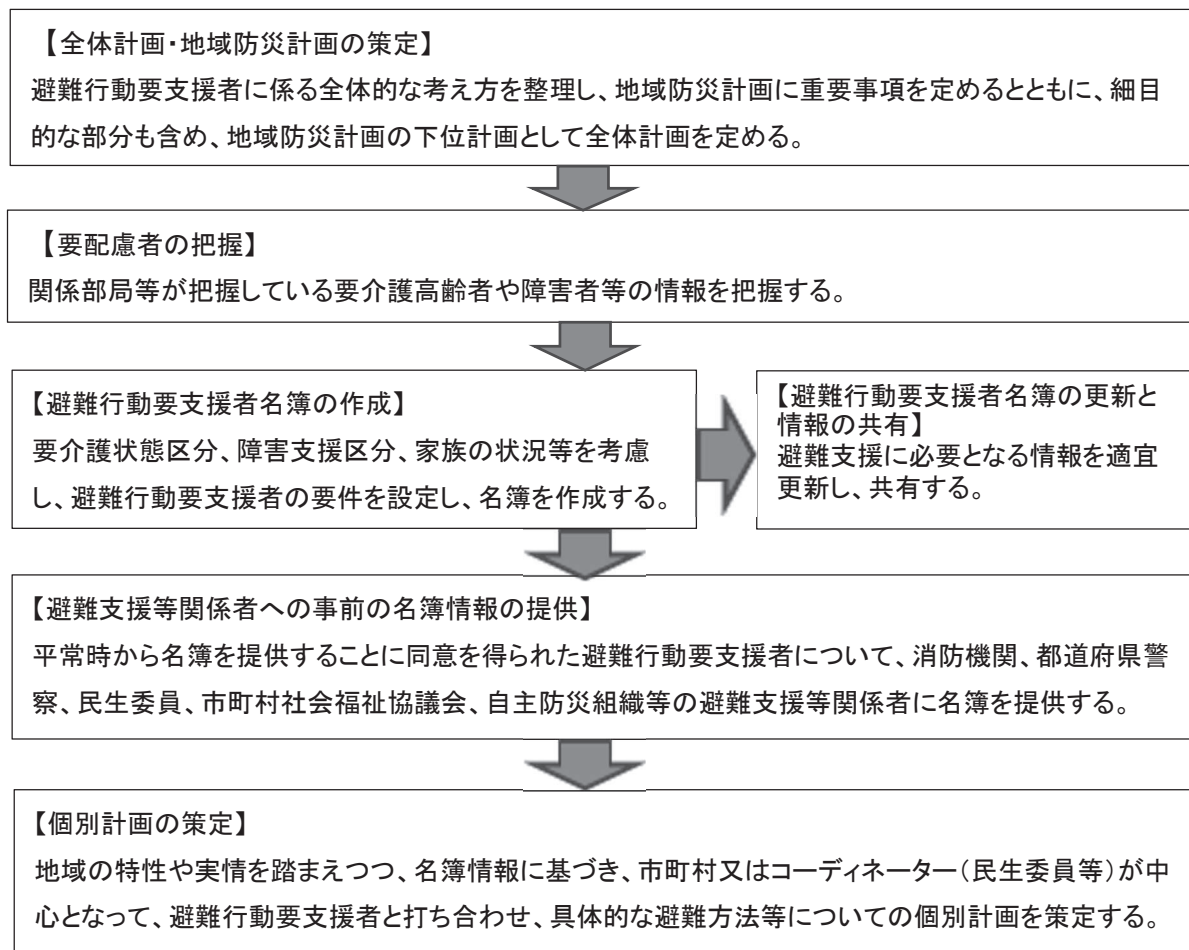 【全体計画・地域防災計画の策定】
避難行動要支援者に係る全体的な考え方を整理し、地域防災計画に重要事項を定めるとともに、細目
的な部分も含め、地域防災計画の下位計画として全体計画を定める。
【要配慮者の把握】
関係部局等が把握している要介護高齢者や障害者等の情報を把握する。
【避難行動要支援者名簿の作成】
要介護状態区分、障害支援区分、家族の状況等を考慮
し、避難行動要支援者の要件を設定し、名簿を作成する。
【避難行動要支援者名簿の更新と
情報の共有】
避難支援に必要となる情報を適宜
更新し、共有する。
【避難支援等関係者への事前の名簿情報の提供】
平常時から名簿を提供することに同意を得られた避難行動要支援者について、消防機関、都道府県警
察、民生委員、市町村社会福祉協議会、自主防災組織等の避難支援等関係者に名簿を提供する。
【個別計画の策定】
地域の特性や実情を踏まえつつ、名簿情報に基づき、市町村又はコーディネーター（民生委員等）が中
心となって、避難行動要支援者と打ち合わせ、具体的な避難方法等についての個別計画を策定する。